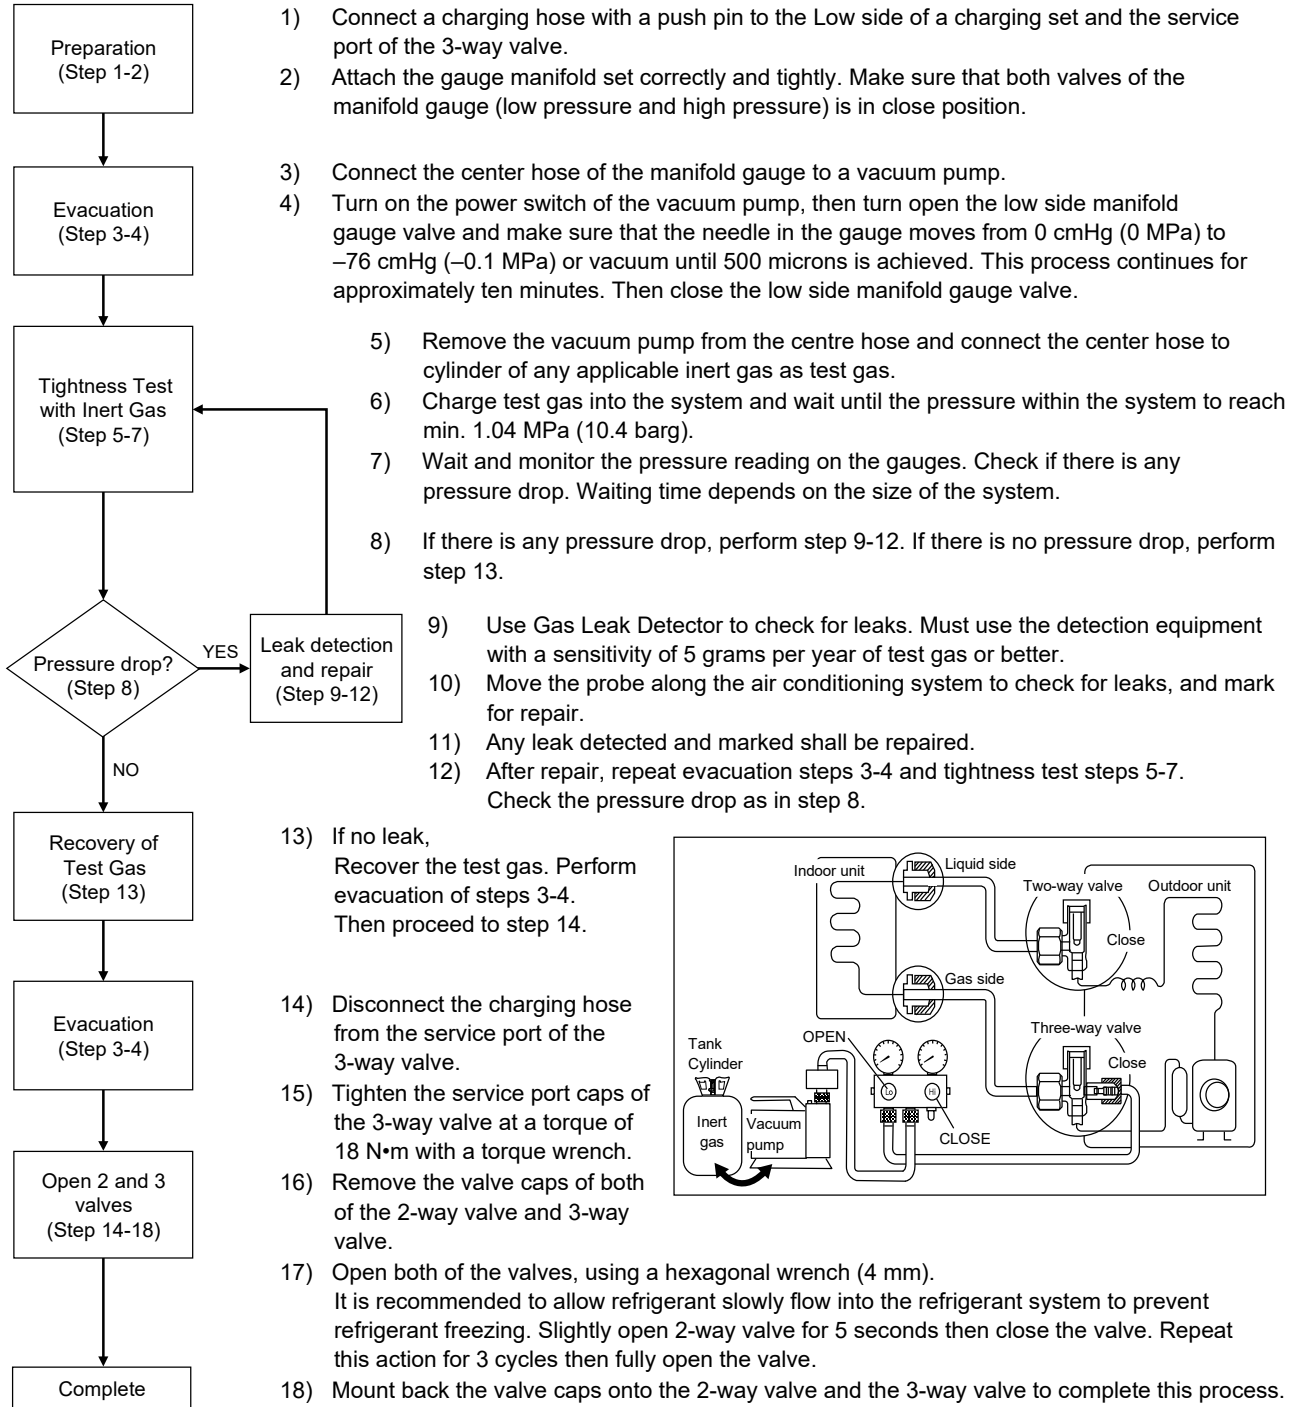 Preparation
(Step 1-2)
1) Connect a charging hose with a push pin to the Low side of a charging set and the service
port of the 3-way valve.
2) Attach the gauge manifold set correctly and tightly. Make sure that both valves of the
manifold gauge (low pressure and high pressure) is in close position.
Evacuation
(Step 3-4)
3) Connect the center hose of the manifold gauge to a vacuum pump.
4) Turn on the power switch of the vacuum pump, then turn open the low side manifold
gauge valve and make sure that the needle in the gauge moves from 0 cmHg (0 MPa) to
–76 cmHg (–0.1 MPa) or vacuum until 500 microns is achieved. This process continues for
approximately ten minutes. Then close the low side manifold gauge valve.
Tightness Test
with Inert Gas
(Step 5-7)
5) Remove the vacuum pump from the centre hose and connect the center hose to
cylinder of any applicable inert gas as test gas.
6) Charge test gas into the system and wait until the pressure within the system to reach
min. 1.04 MPa (10.4 barg).
7) Wait and monitor the pressure reading on the gauges. Check if there is any
pressure drop. Waiting time depends on the size of the system.
8) If there is any pressure drop, perform step 9-12. If there is no pressure drop, perform
step 13.
Pressure drop?
(Step 8)
YES
NO
Leak detection
and repair
(Step 9-12)
9) Use Gas Leak Detector to check for leaks. Must use the detection equipment
with a sensitivity of 5 grams per year of test gas or better.
10) Move the probe along the air conditioning system to check for leaks, and mark
for repair.
11) Any leak detected and marked shall be repaired.
12) After repair, repeat evacuation steps 3-4 and tightness test steps 5-7.
Check the pressure drop as in step 8.
Recovery of
Test Gas
(Step 13)
13) If no leak,
Recover the test gas. Perform
evacuation of steps 3-4.
Then proceed to step 14.
Evacuation
(Step 3-4)
14) Disconnect the charging hose
from the service port of the
3-way valve.
15) Tighten the service port caps of
the 3-way valve at a torque of
18 N•m with a torque wrench.
16) Remove the valve caps of both
of the 2-way valve and 3-way
valve.
Indoor unit
Liquid side
Two-way valve
Outdoor unit
Close
Gas side
Three-way valve
Close
Tank
Cylinder
OPEN
Lo
Hi
Inert
gas
Vacuum
pump
CLOSE
Open 2 and 3
valves
(Step 14-18)
17) Open both of the valves, using a hexagonal wrench (4 mm).
It is recommended to allow refrigerant slowly flow into the refrigerant system to prevent
refrigerant freezing. Slightly open 2-way valve for 5 seconds then close the valve. Repeat
this action for 3 cycles then fully open the valve.
Complete
18) Mount back the valve caps onto the 2-way valve and the 3-way valve to complete this process.